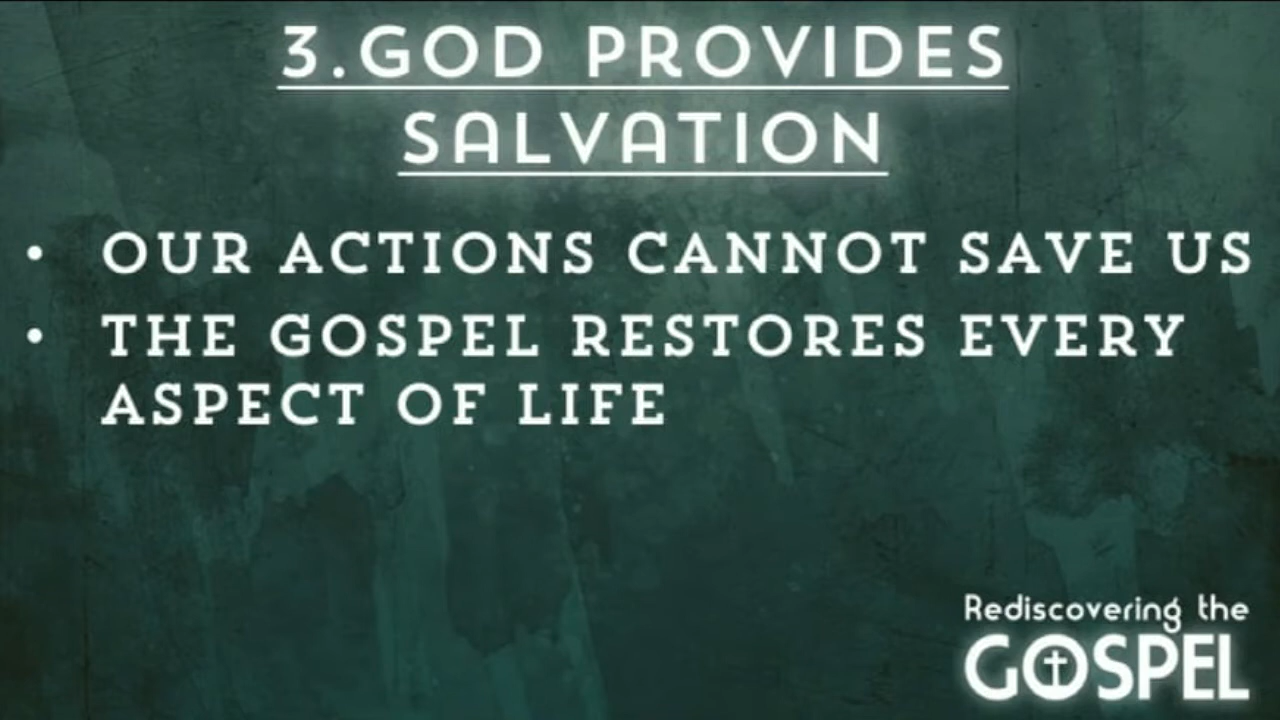 3.GOD PROVIDES
SALVATION
• OUR ACTIONS CANNOT SAVE US
• THE GOSPEL RESTORES EVERY
ASPECT OF LIFE
Rediscovering the
GOSPEL